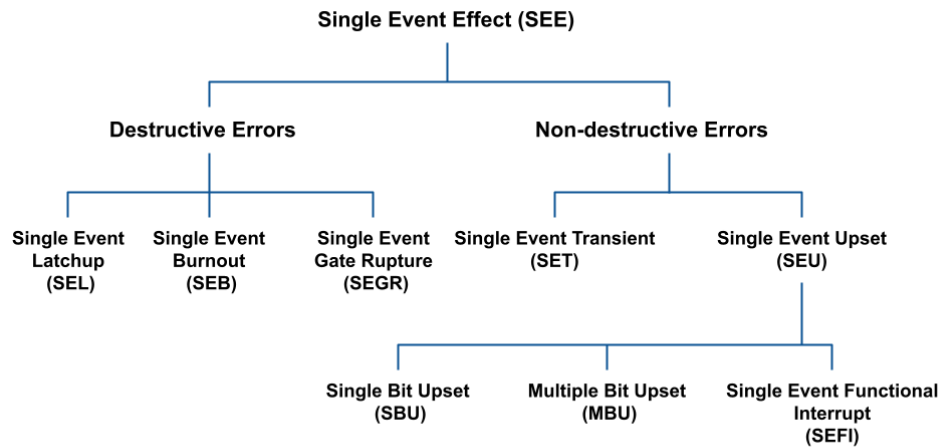 Single Event Effect (SEE)
Destructive Errors
Non-destructive Errors
Single Event
Latchup
(SEL)
Single Event
Burnout
(SEB)
Single Event
Gate Rupture
(SEGR)
Single Event Transient
(SET)
Single Event Upset
(SEU)
Single Bit Upset
(SBU)
Multiple Bit Upset
(MBU)
Single Event Functional
Interrupt
(SEFI)